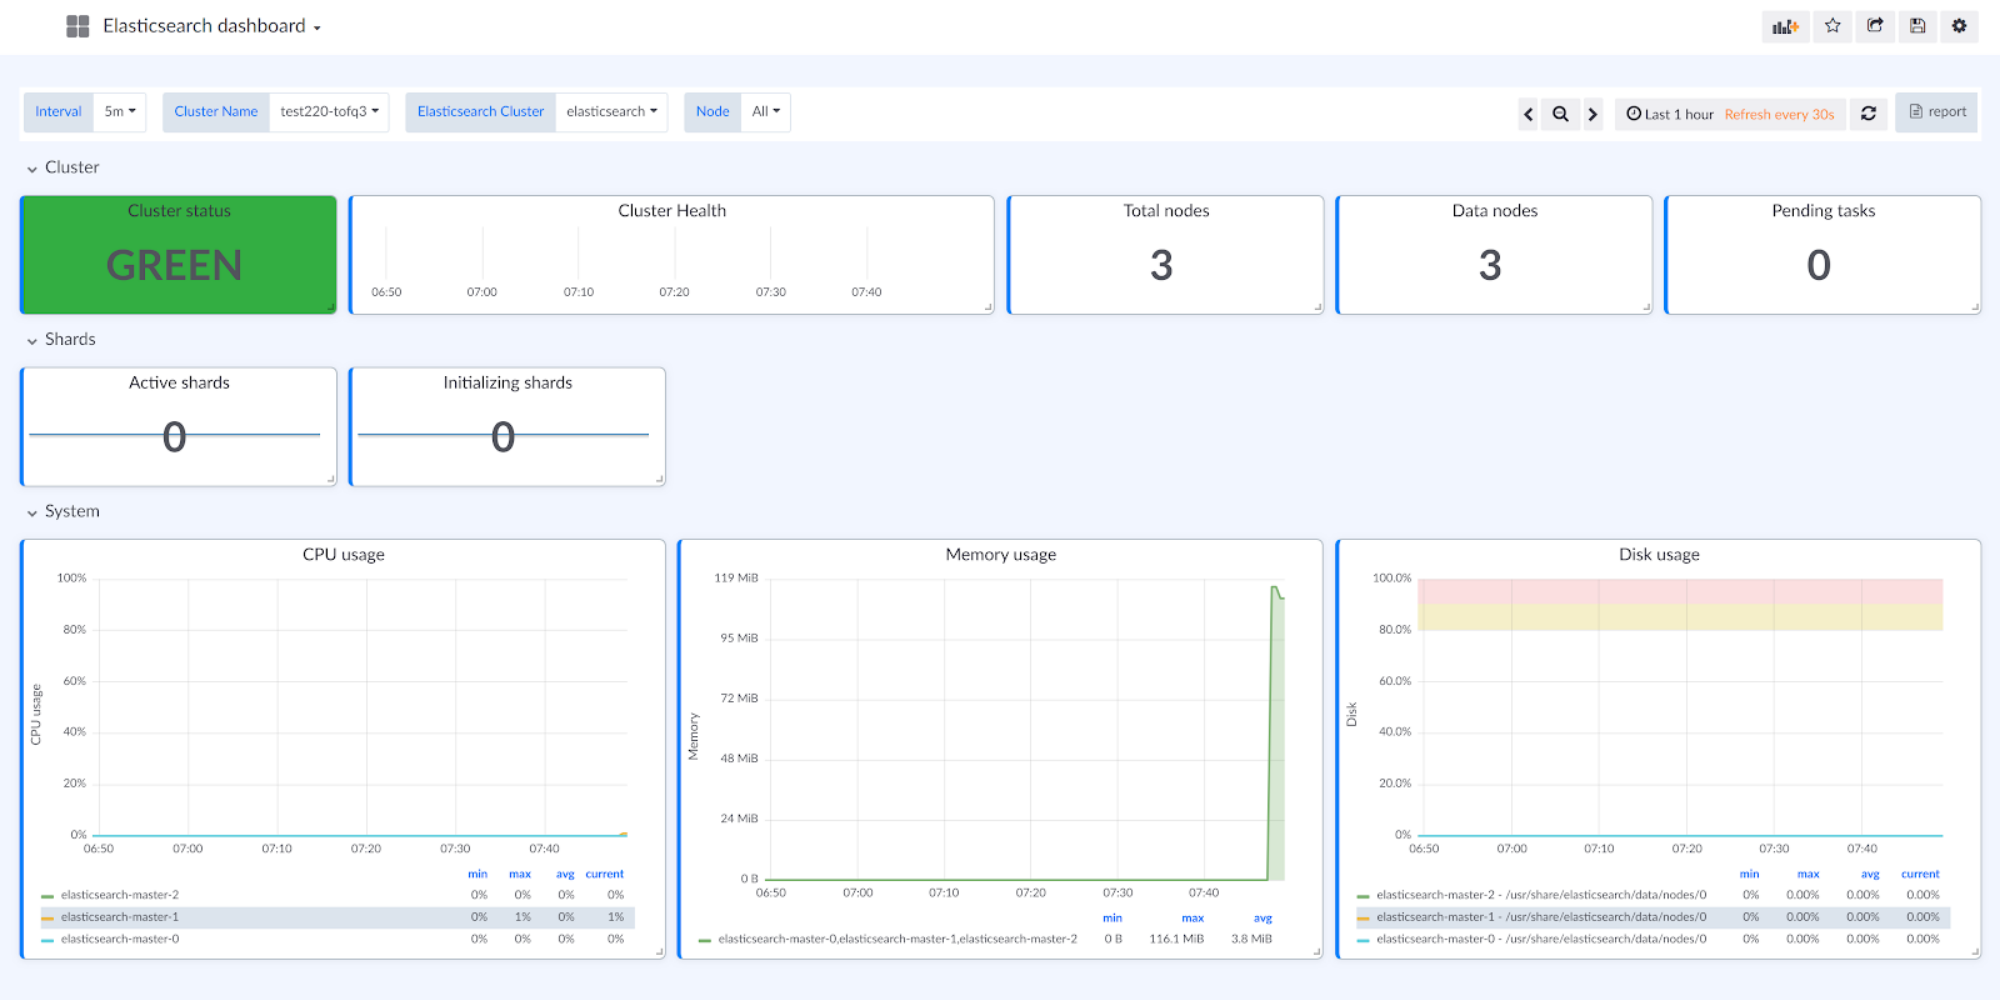 Elasticsearch dashboard
Interval 5m Cluster Name test220-tofq3 Elasticsearch Cluster elasticsearch Node All Last 1 hour Refresh every 30s report
Cluster
Cluster status
GREEN
Cluster Health
06:50 07:00 07:10 07:20 07:30 07:40
Total nodes
3
Data nodes
3
Pending tasks
0
Shards
Active shards
0
Initializing shards
0
System
CPU usage
CPU usage
100%
80%
60%
40%
20%
0%
06:50 07:00 07:10 07:20 07:30 07:40
min max avg current
elasticsearch-master-2 0% 0% 0% 0%
elasticsearch-master-1 0% 1% 0% 1%
elasticsearch-master-0 0% 0% 0% 0%
Memory usage
Memory
119 MiB
95 MiB
72 MiB
48 MiB
24 MiB
0 B
06:50 07:00 07:10 07:20 07:30 07:40
min max avg
elasticsearch-master-0,elasticsearch-master-1,elasticsearch-master-2 0 B 116.1 MiB 3.8 MiB
Disk usage
Disk
100.0%
80.0%
60.0%
40.0%
20.0%
0%
06:50 07:00 07:10 07:20 07:30 07:40
min max avg current
elasticsearch-master-2 - /usr/share/elasticsearch/data/nodes/0 0% 0.00% 0.00% 0.00%
elasticsearch-master-1 - /usr/share/elasticsearch/data/nodes/0 0% 0.00% 0.00% 0.00%
elasticsearch-master-0 - /usr/share/elasticsearch/data/nodes/0 0% 0.00% 0.00% 0.00%